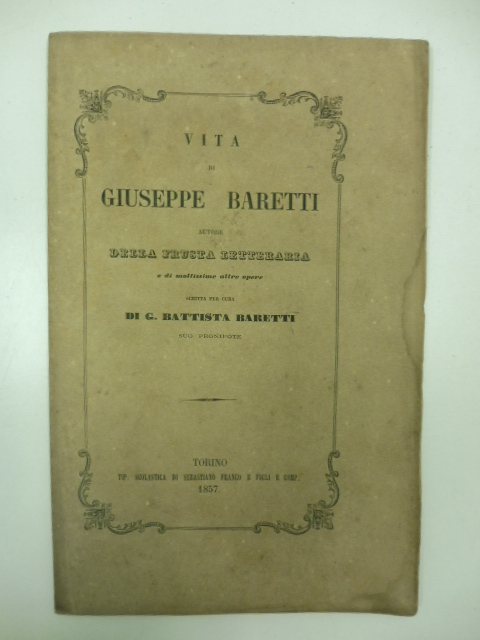 VITA
DI
GIUSEPPE BARETTI
AUTORE
DELLA FRUSTA LETTERARIA
e di moltissime altre opere
SCRITTA PER CURA
DI G. BATTISTA BARETTI
SUO PRONIPOTE
TORINO
TIP. SCOLASTICA DI SEBASTIANO FRANCO E FIGLI E COMP.
1857